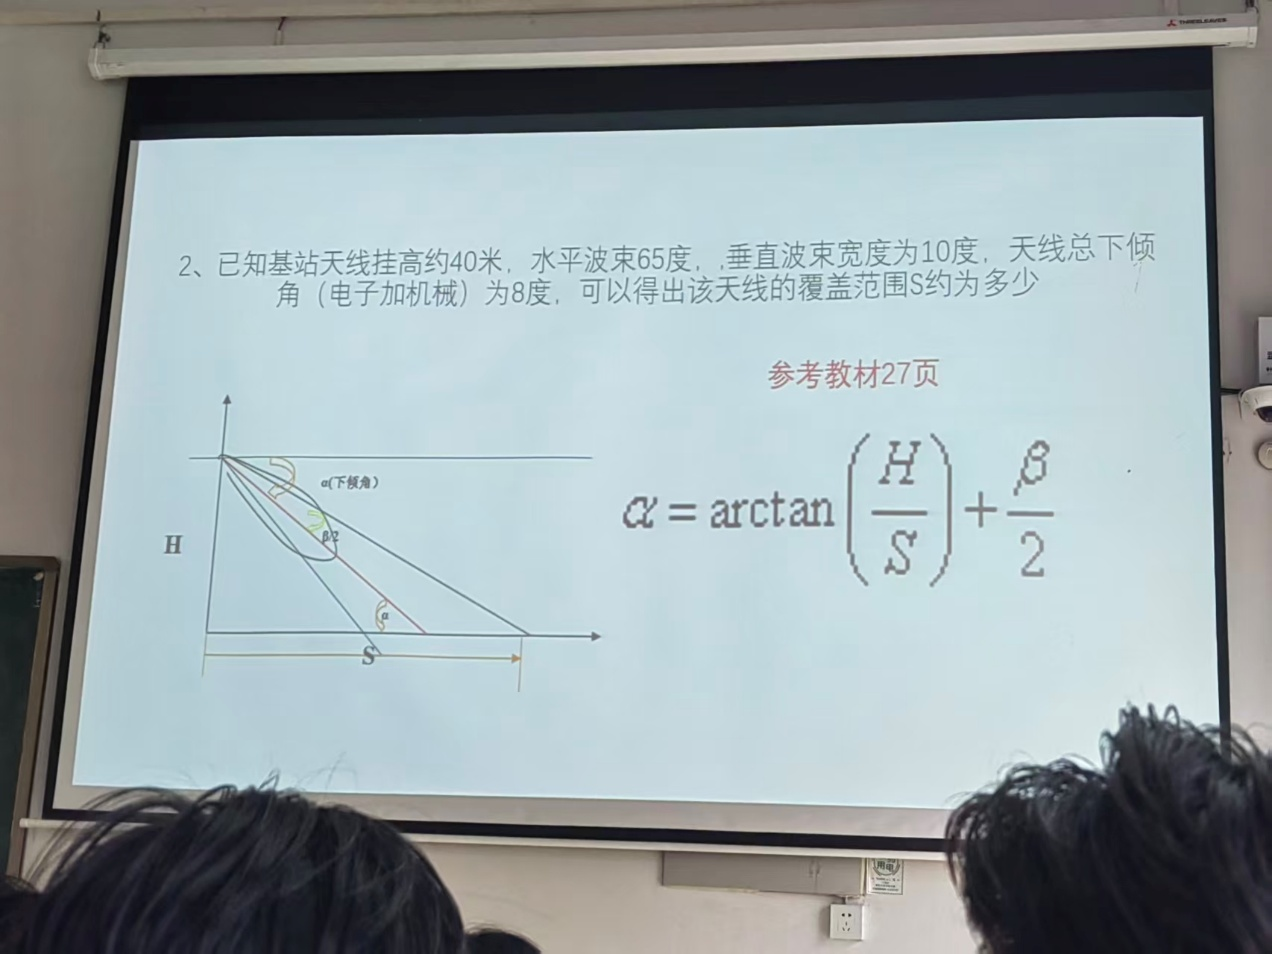 THREELEAVES
2、已知基站天线挂高约40米，水平波束65度，,垂直波束宽度为10度，天线总下倾
角（电子加机械）为8度，可以得出该天线的覆盖范围S约为多少
参考教材27页
α(下倾角）
β/2
H
α
S
α = arctan(H/S) + β/2
用电